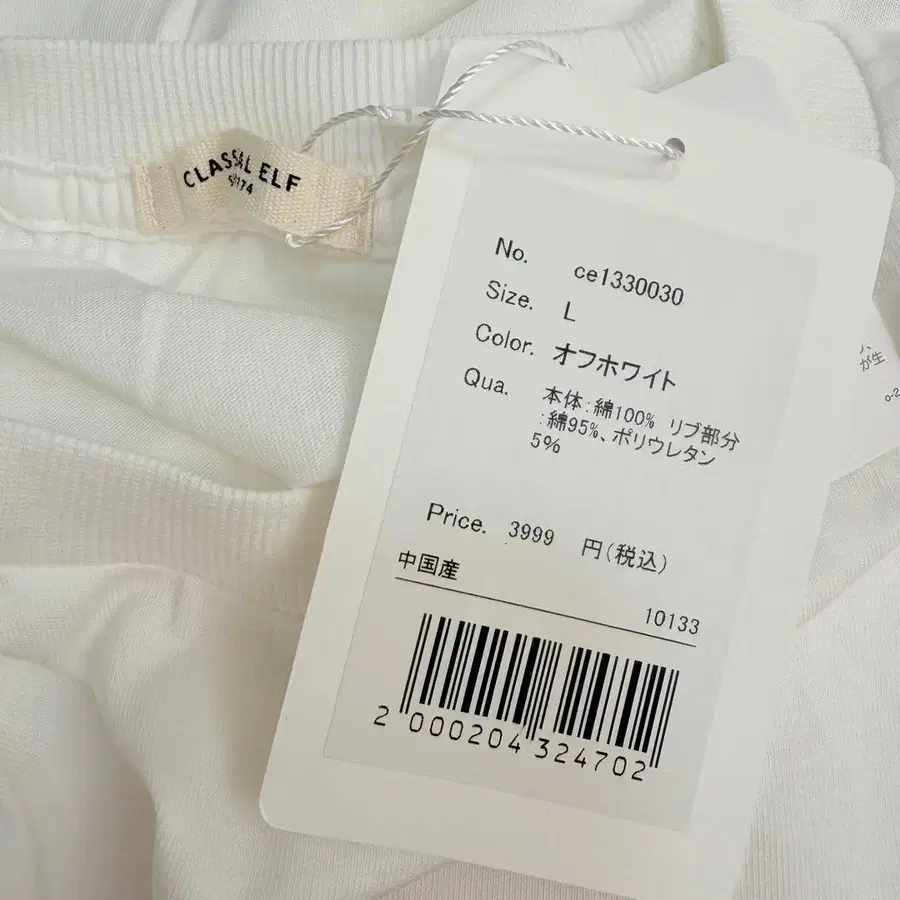 CLASSICAL ELF
No. ce1330030
Size. L
Color. オフホワイト
Qua. 本体:綿100% リブ部分
:綿95%、ポリウレタン
5%
Price. 3999 円(税込)
中国産
10133
2 000204 324702
が生